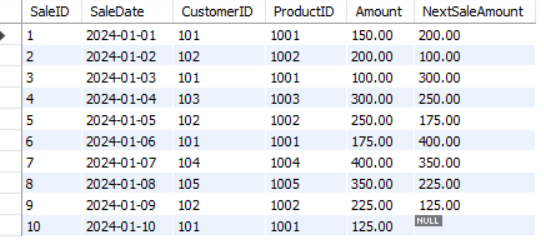 SaleID SaleDate CustomerID ProductID Amount NextSaleAmount
1 2024-01-01 101 1001 150.00 200.00
2 2024-01-02 102 1002 200.00 100.00
3 2024-01-03 101 1001 100.00 300.00
4 2024-01-04 103 1003 300.00 250.00
5 2024-01-05 102 1002 250.00 175.00
6 2024-01-06 101 1001 175.00 400.00
7 2024-01-07 104 1004 400.00 350.00
8 2024-01-08 105 1005 350.00 225.00
9 2024-01-09 102 1002 225.00 125.00
10 2024-01-10 101 1001 125.00 NULL